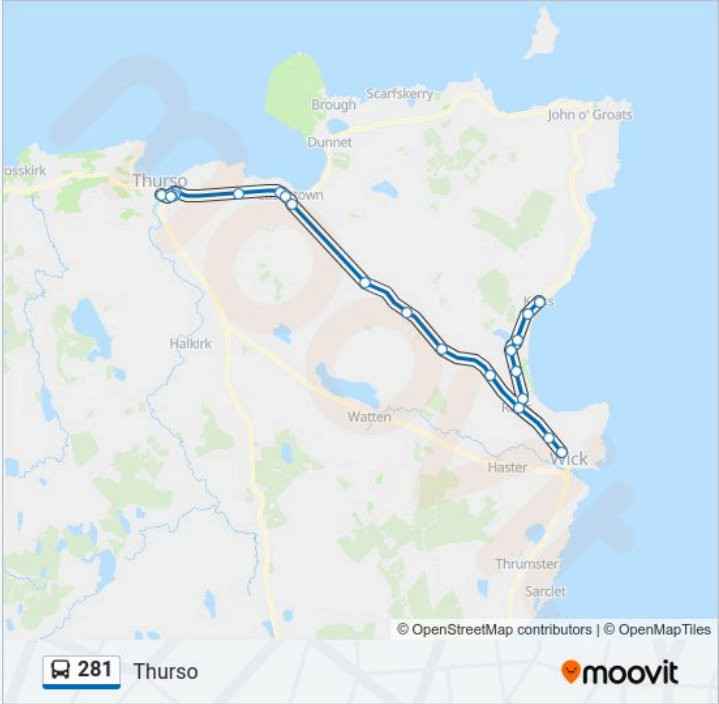 Scarfskerry
Brough
John o' Groats
Dunnet
Thurso
Halkirk
Watten
Wick
Haster
Thrumster
Sarclet
© OpenStreetMap contributors | © OpenMapTiles
281 Thurso
moovit